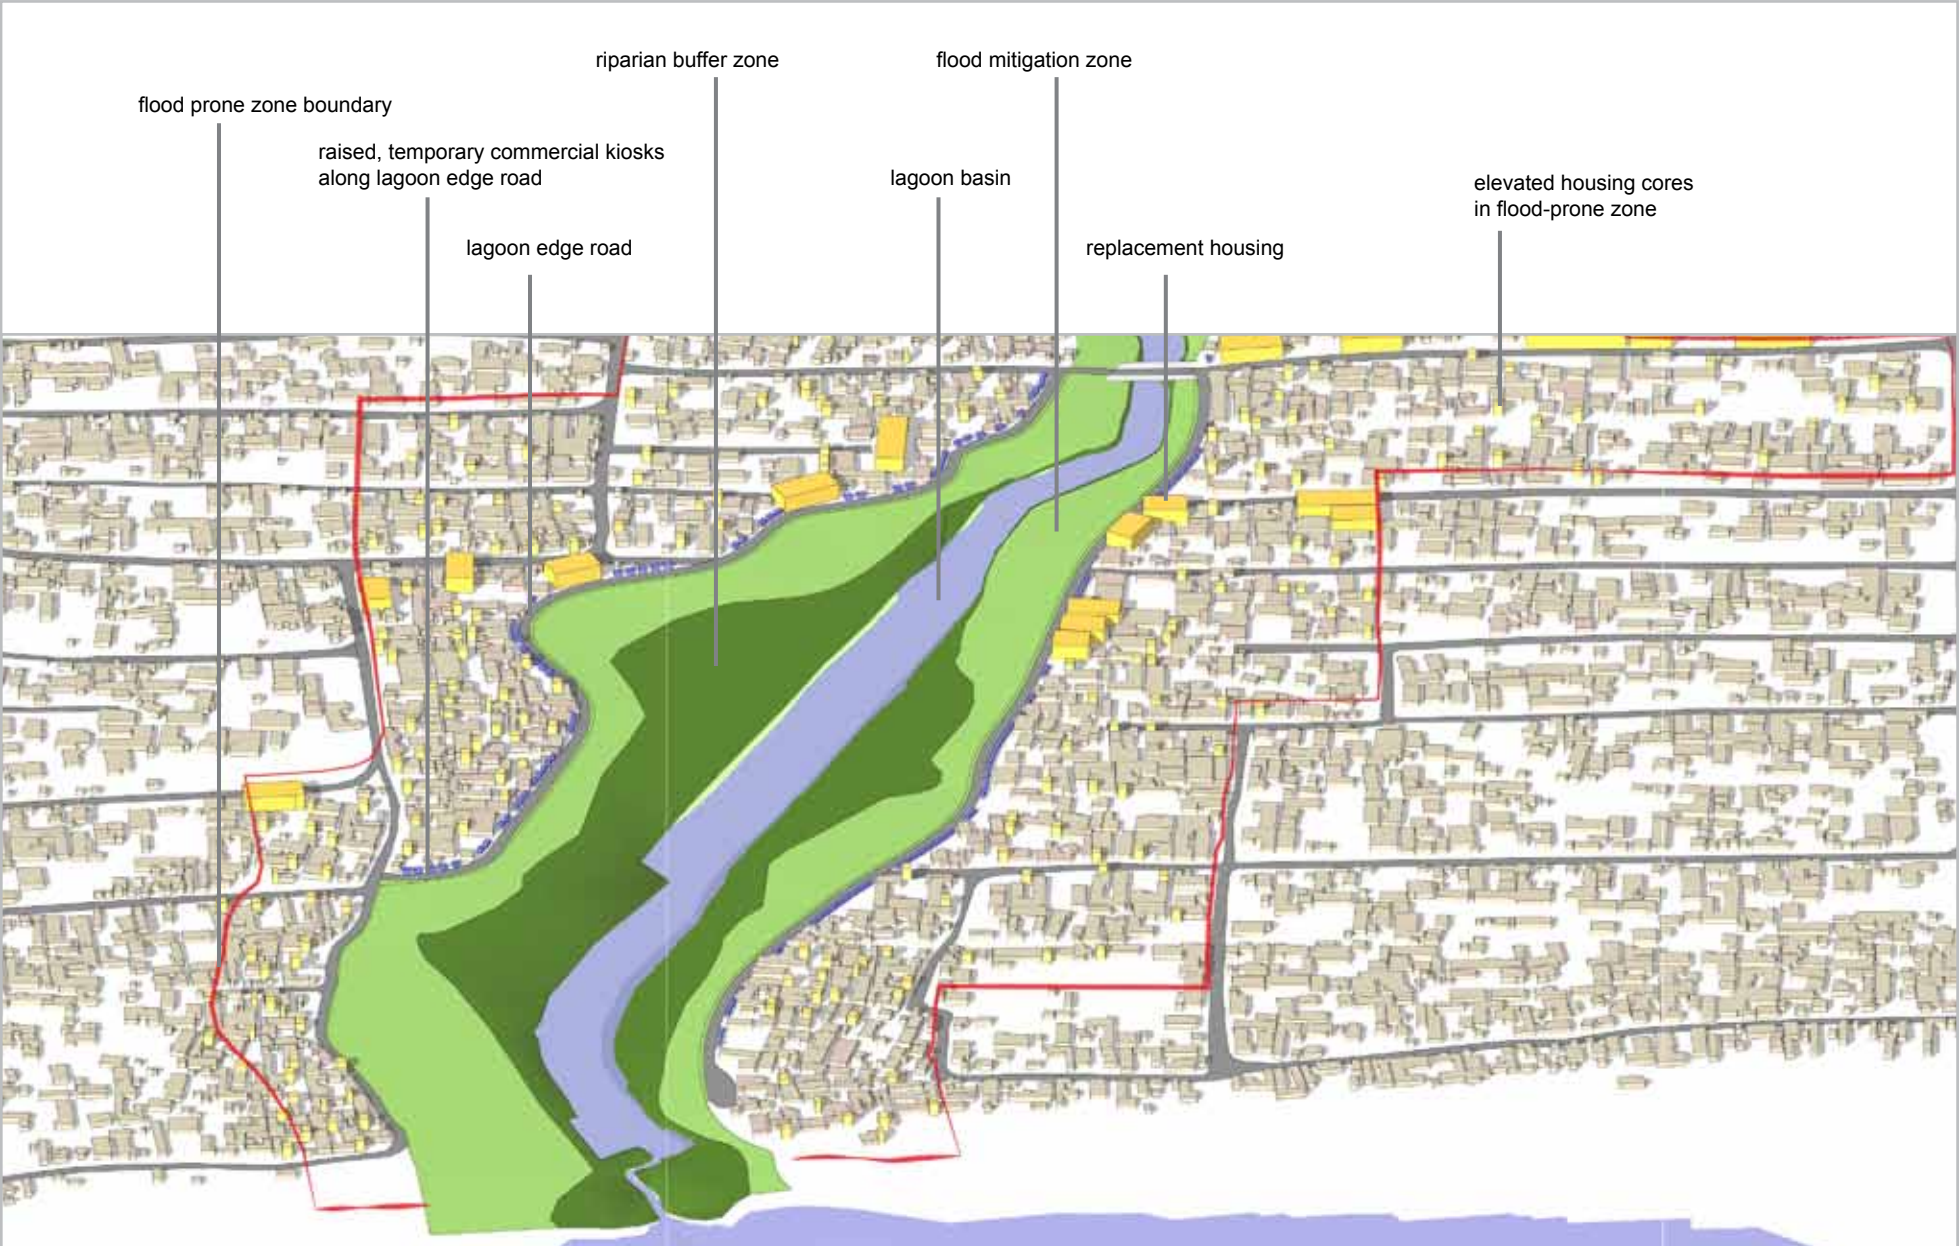 riparian buffer zone
flood mitigation zone
flood prone zone boundary
raised, temporary commercial kiosks
along lagoon edge road
lagoon basin
elevated housing cores
in flood-prone zone
lagoon edge road
replacement housing